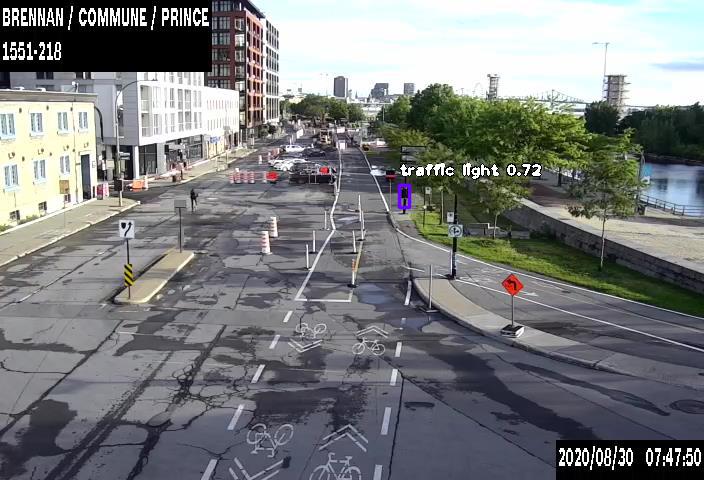 BRENNAN / COMMUNE / PRINCE
1551-218
traffic light 0.72
2020/08/30 07:47:50